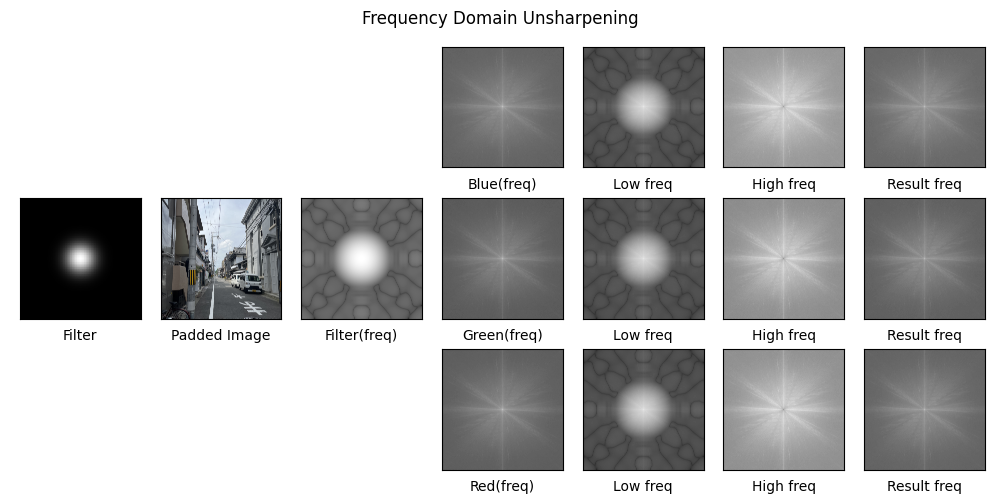 Frequency Domain Unsharpening
Blue(freq)
Low freq
High freq
Result freq
Filter
Padded Image
Filter(freq)
Green(freq)
Low freq
High freq
Result freq
Red(freq)
Low freq
High freq
Result freq